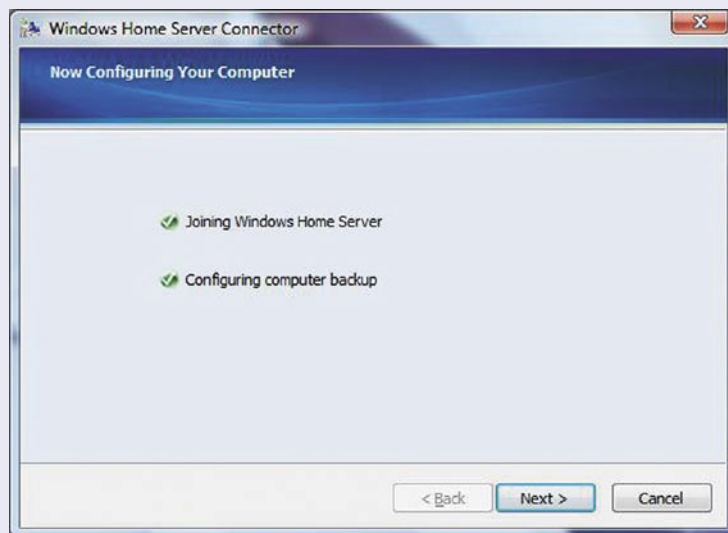 Windows Home Server Connector
Now Configuring Your Computer
Joining Windows Home Server
Configuring computer backup
< Back Next > Cancel